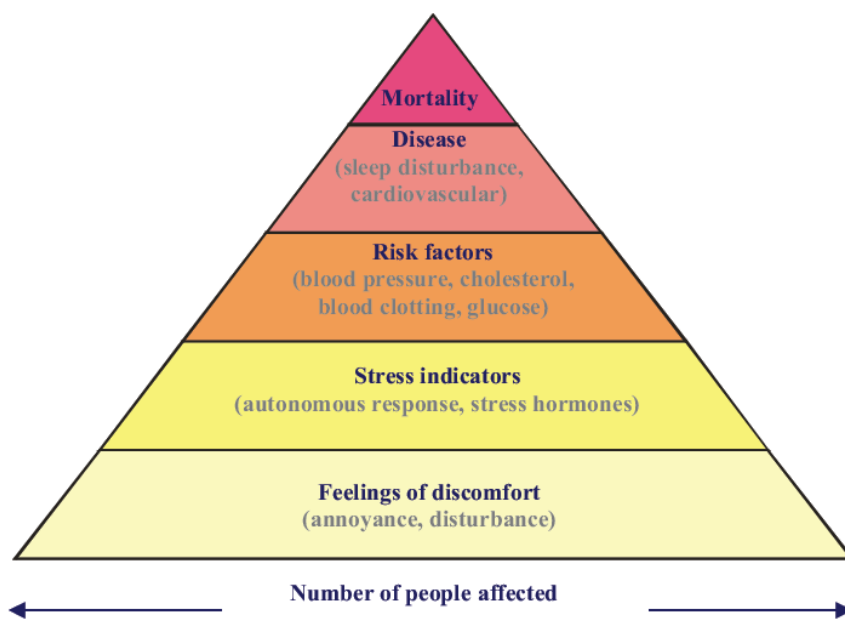 Mortality
Disease
(sleep disturbance,
cardiovascular)
Risk factors
(blood pressure, cholesterol,
blood clotting, glucose)
Stress indicators
(autonomous response, stress hormones)
Feelings of discomfort
(annoyance, disturbance)
Number of people affected